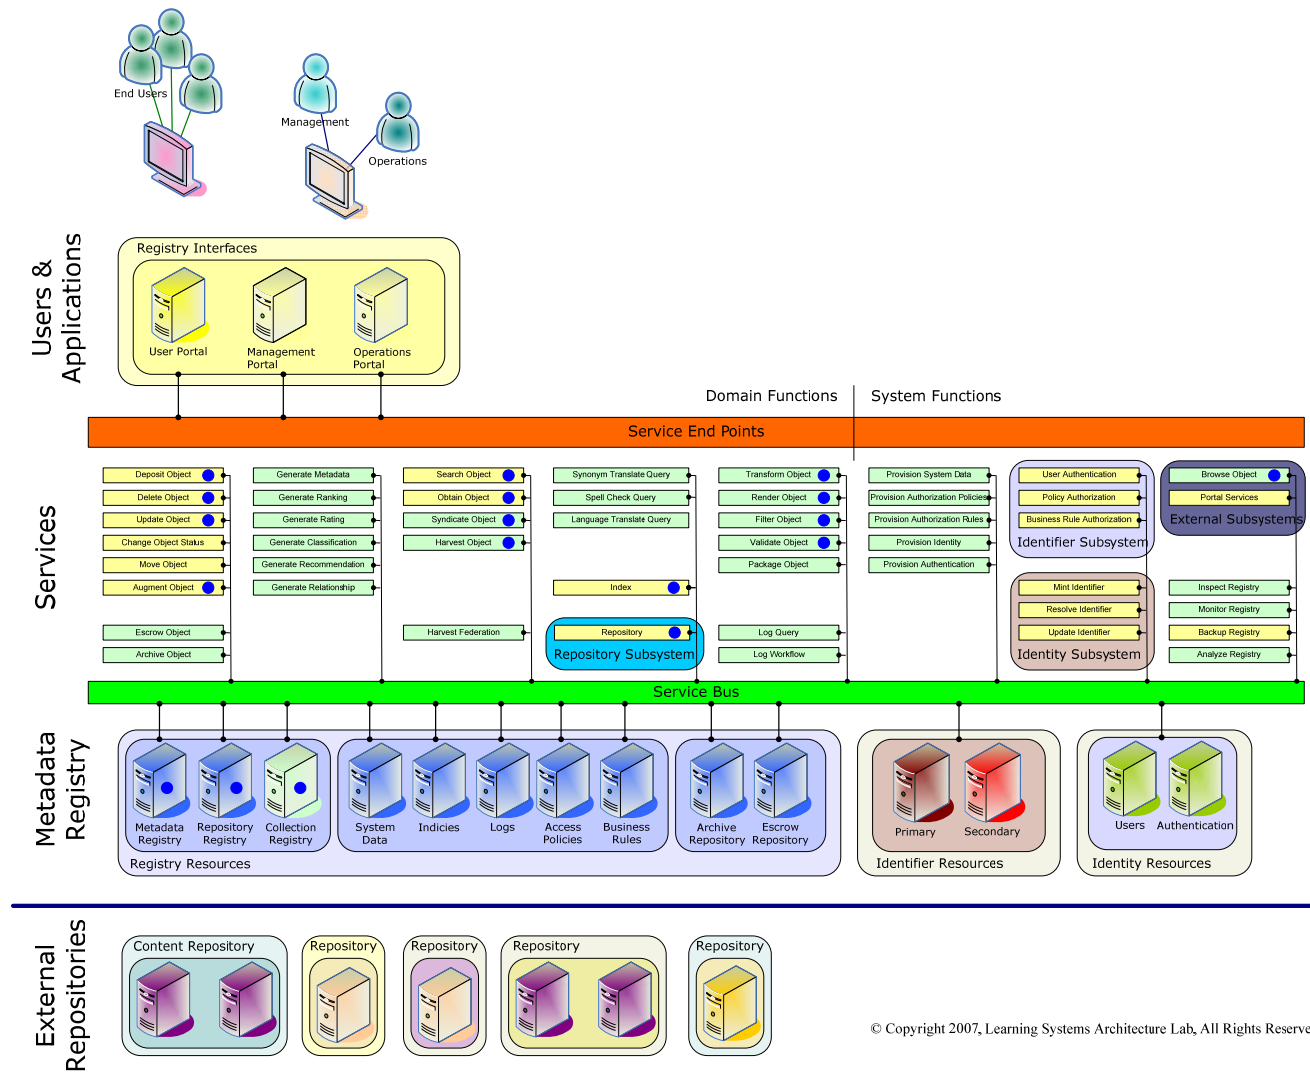 End Users
Management
Operations
Users &
Applications
Registry Interfaces
User Portal
Management
Portal
Operations
Portal
Domain Functions
System Functions
Service End Points
Services
Deposit Object
Delete Object
Update Object
Change Object Status
Move Object
Augment Object
Escrow Object
Archive Object
Generate Metadata
Generate Ranking
Generate Rating
Generate Classification
Generate Recommendation
Generate Relationship
Search Object
Obtain Object
Syndicate Object
Harvest Object
Harvest Federation
Synonym Translate Query
Spell Check Query
Language Translate Query
Index
Repository
Repository Subsystem
Transform Object
Render Object
Filter Object
Validate Object
Package Object
Log Query
Log Workflow
Provision System Data
Provision Authorization Policies
Provision Authorization Rules
Provision Identity
Provision Authentication
User Authentication
Policy Authorization
Business Rule Authorization
Identifier Subsystem
Mint Identifier
Resolve Identifier
Update Identifier
Identity Subsystem
Browse Object
Portal Services
External Subsystems
Inspect Registry
Monitor Registry
Backup Registry
Analyze Registry
Service Bus
Metadata
Registry
Metadata
Registry
Repository
Registry
Collection
Registry
System
Data
Indicies
Logs
Access
Policies
Business
Rules
Archive
Repository
Escrow
Repository
Registry Resources
Primary
Secondary
Identifier Resources
Users
Authentication
Identity Resources
External
Repositories
Content Repository
Repository
Repository
Repository
Repository
© Copyright 2007, Learning Systems Architecture Lab, All Rights Reserve